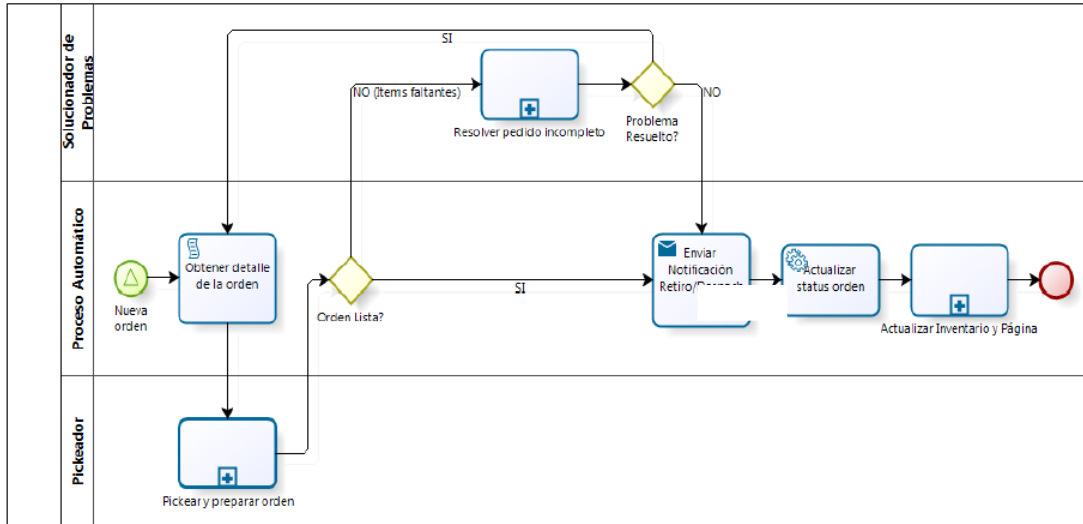 Solucionador de
Problemas
SI
NO (Items faltantes)
Resolver pedido incompleto
NO
Problema
Resuelto?
Proceso Automático
Nueva
orden
Obtener detalle
de la orden
Orden Lista?
SI
Enviar
Notificación
Actualizar
status orden
Actualizar Inventario y Página
Pickeador
Pickear y preparar orden